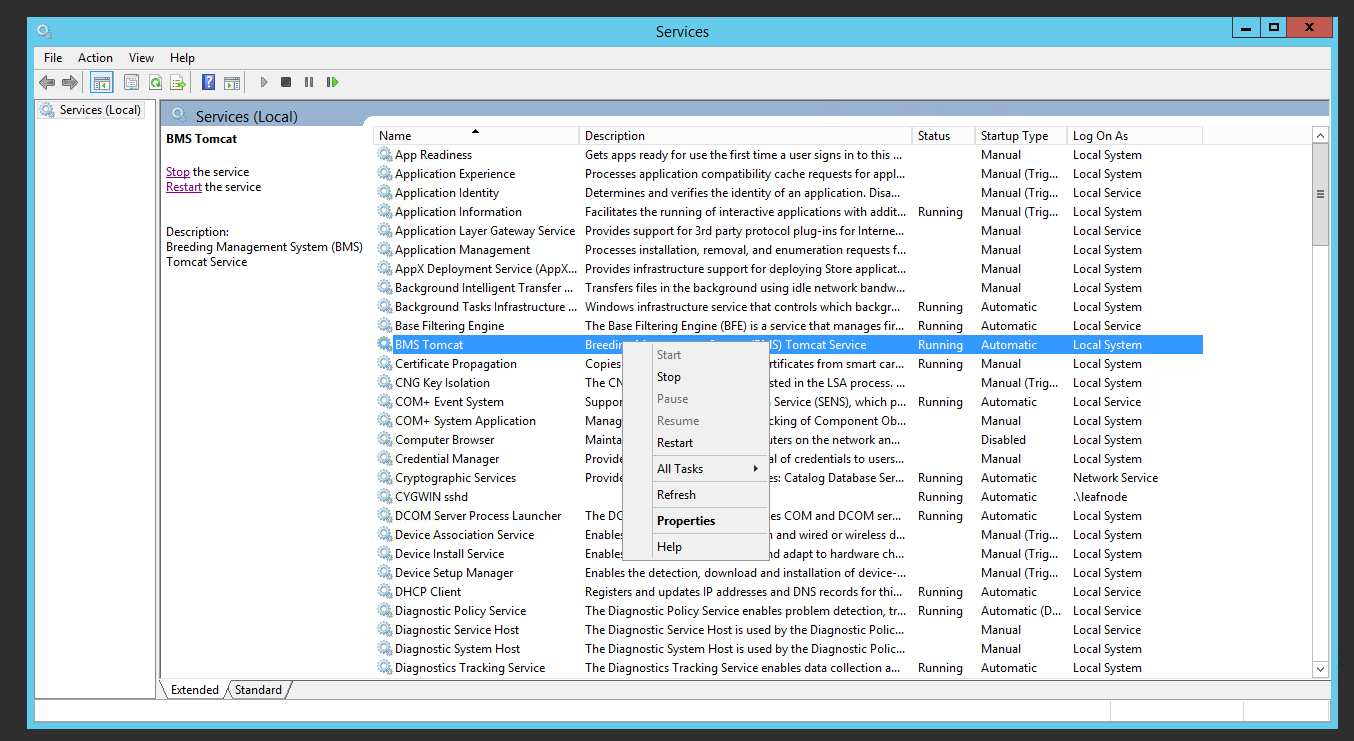 Services
File Action View Help
Services (Local)
Services (Local)
BMS Tomcat
Stop the service
Restart the service
Description:
Breeding Management System (BMS)
Tomcat Service
Name Description Status Startup Type Log On As
App Readiness Gets apps ready for use the first time a user signs in to this ... Manual Local System
Application Experience Processes application compatibility cache requests for appl... Manual (Trig... Local System
Application Identity Determines and verifies the identity of an application. Disa... Manual (Trig... Local Service
Application Information Facilitates the running of interactive applications with addit... Running Manual (Trig... Local System
Application Layer Gateway Service Provides support for 3rd party protocol plug-ins for Interne... Manual Local Service
Application Management Processes installation, removal, and enumeration requests f... Manual Local System
AppX Deployment Service (AppX... Provides infrastructure support for deploying Store applicat... Manual Local System
Background Intelligent Transfer ... Transfers files in the background using idle network bandw... Manual Local System
Background Tasks Infrastructure ... Windows infrastructure service that controls which backgr... Running Automatic Local System
Base Filtering Engine The Base Filtering Engine (BFE) is a service that manages fir... Running Automatic Local Service
BMS Tomcat Tomcat Service Running Automatic Local System
Certificate Propagation Copies certificates from smart car... Running Manual Local System
CNG Key Isolation The CN sted in the LSA process. ... Manual (Trig... Local System
COM+ Event System Suppor Service (SENS), which p... Running Automatic Local Service
COM+ System Application Manag cking of Component Ob... Manual Local System
Computer Browser Mainta uters on the network an... Disabled Local System
Credential Manager Provide al of credentials to users... Manual Local System
Cryptographic Services Provide es: Catalog Database Ser... Running Automatic Network Service
CYGWIN sshd Running Automatic .\leafnode
DCOM Server Process Launcher The DC es COM and DCOM ser... Running Automatic Local System
Device Association Service Enables n and wired or wireless d... Manual (Trig... Local System
Device Install Service Enables nd adapt to hardware ch... Manual (Trig... Local System
Device Setup Manager Enables the detection, download and installation of device-... Manual (Trig... Local System
DHCP Client Registers and updates IP addresses and DNS records for thi... Running Automatic Local Service
Diagnostic Policy Service The Diagnostic Policy Service enables problem detection, tr... Running Automatic (D... Local Service
Diagnostic Service Host The Diagnostic Service Host is used by the Diagnostic Polic... Manual Local Service
Diagnostic System Host The Diagnostic System Host is used by the Diagnostic Polic... Manual Local System
Diagnostics Tracking Service The Diagnostics Tracking Service enables data collection a... Running Automatic Local System
Start
Stop
Pause
Resume
Restart
All Tasks
Refresh
Properties
Help
Extended Standard